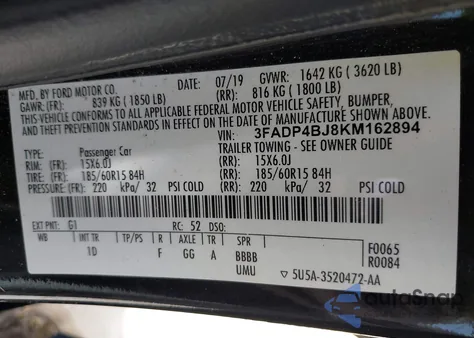 MFD. BY FORD MOTOR CO.
DATE: 07/19 GVWR: 1642 KG ( 3620 LB)
GAWR: (FR): 839 KG ( 1850 LB) (RR): 816 KG ( 1800 LB)
THIS VEHICLE CONFORMS TO ALL APPLICABLE FEDERAL MOTOR VEHICLE SAFETY, BUMPER,
AND THEFT PREVENTION STANDARDS IN EFFECT ON THE DATE OF MANUFACTURE SHOWN ABOVE.
VIN: 3FADP4BJ8KM162894
TYPE: Passenger Car TRAILER TOWING - SEE OWNER GUIDE
RIM: (FR): 15X6.0J (RR): 15X6.0J
TIRE: (FR): 185/60R15 84H (RR): 185/60R15 84H
PRESSURE: (FR): 220 kPa/ 32 PSI COLD (RR): 220 kPa/ 32 PSI COLD
EXT PNT: G1 RC: 52 DSO:
WB INT TR TP/PS R AXLE TR SPR F0065
1D F GG A BBBB R0084
UMU ▽ 5U5A-3520472-AA
AutoSnap